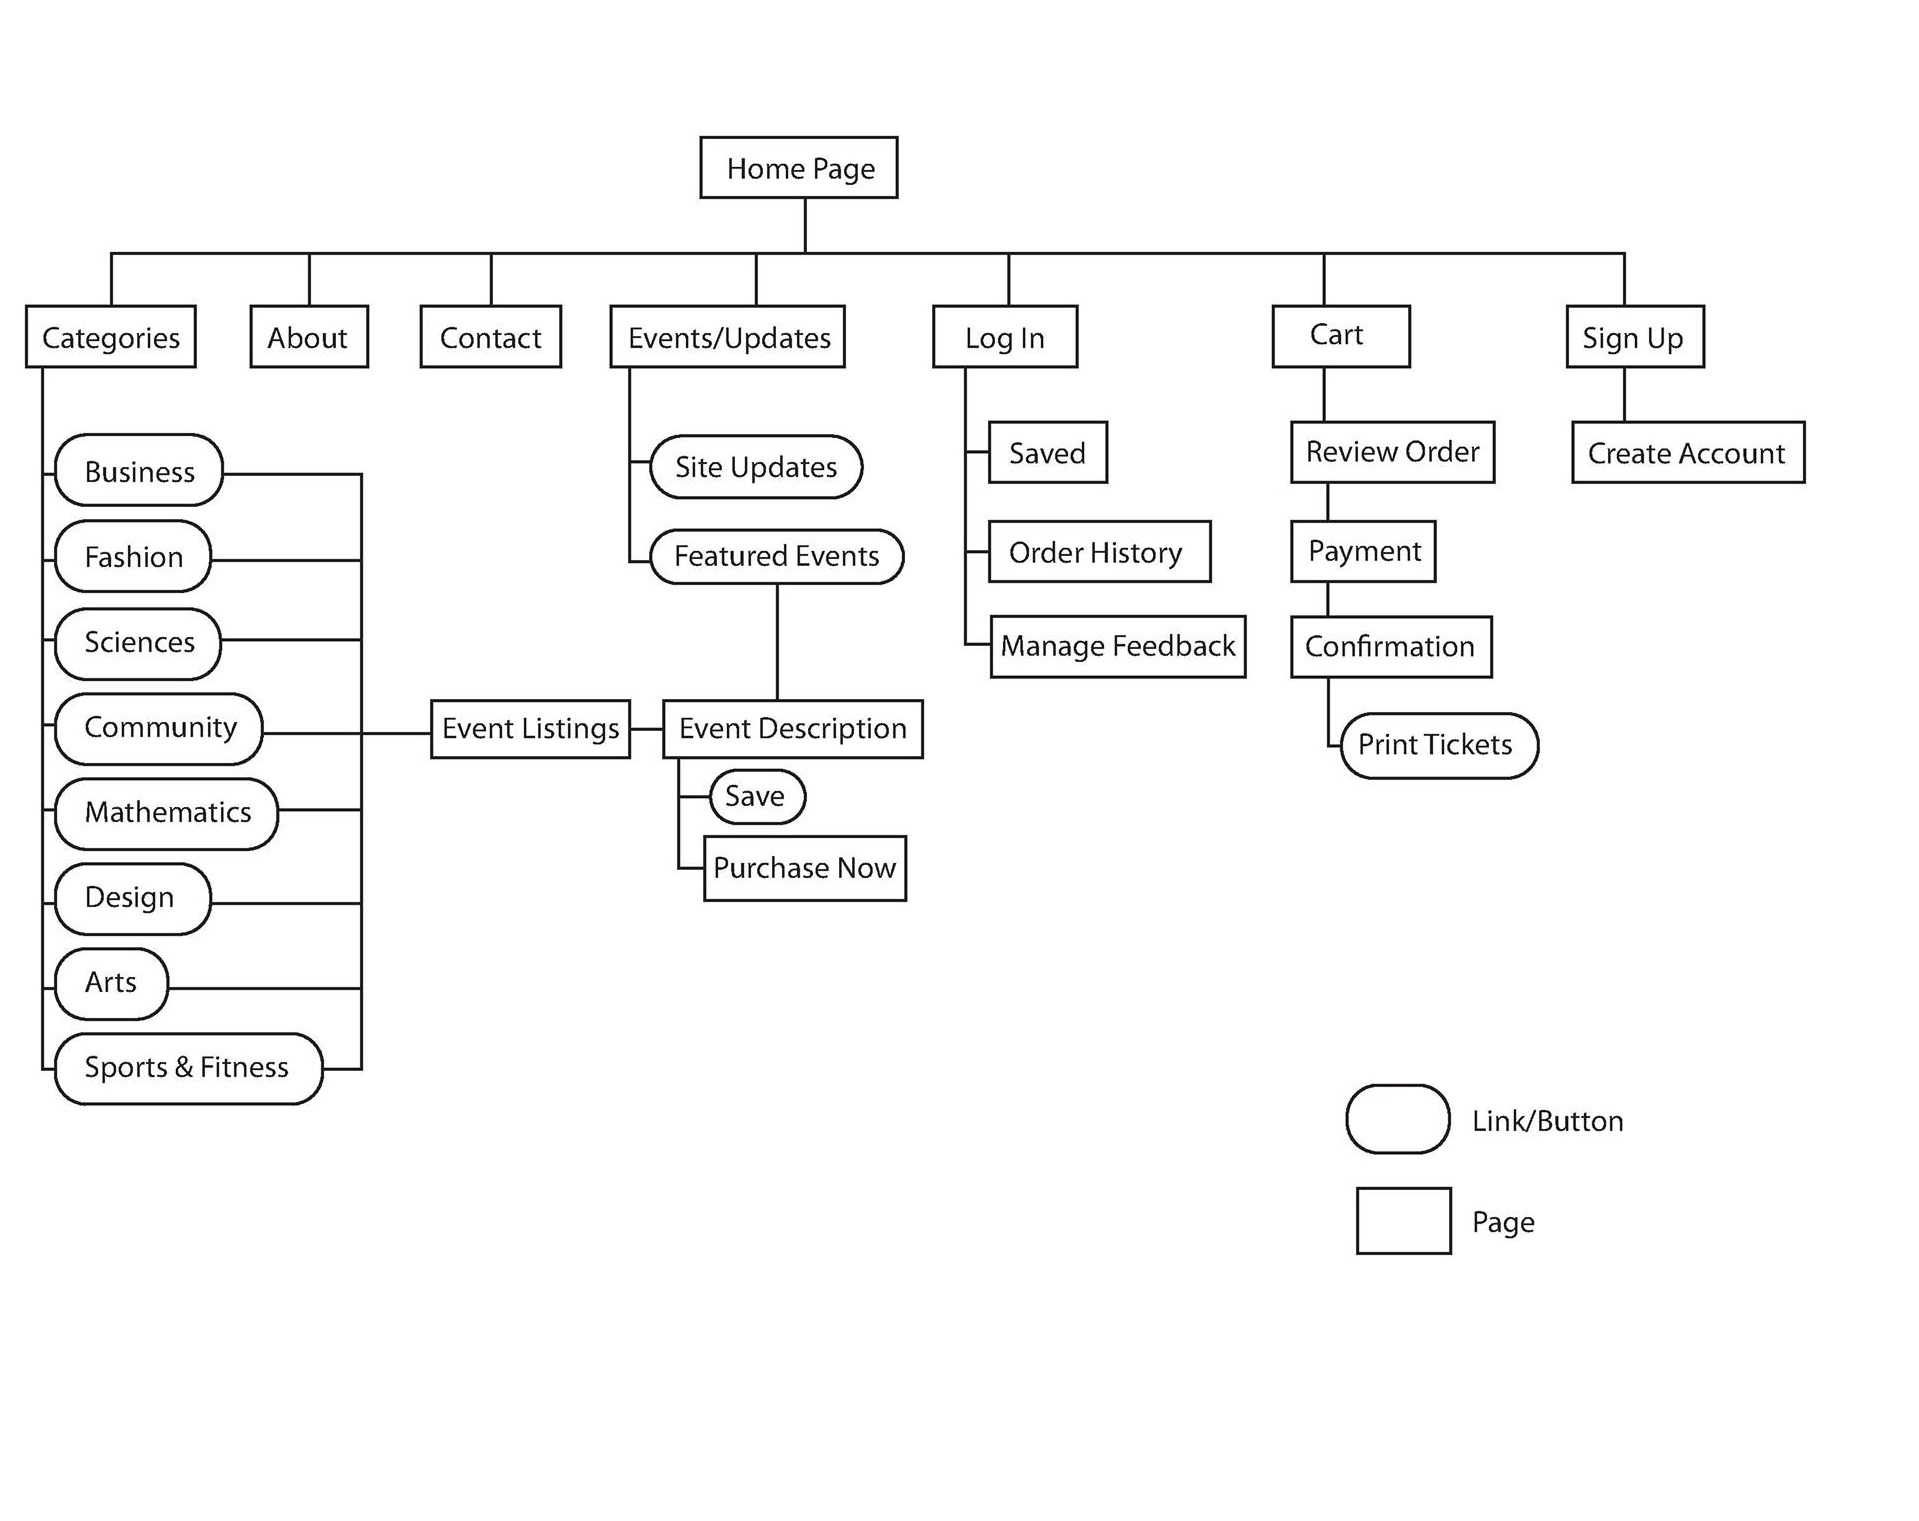 Home Page
Categories
About
Contact
Events/Updates
Log In
Cart
Sign Up
Business
Fashion
Sciences
Community
Mathematics
Design
Arts
Sports & Fitness
Event Listings
Site Updates
Featured Events
Event Description
Save
Purchase Now
Saved
Order History
Manage Feedback
Review Order
Payment
Confirmation
Print Tickets
Create Account
Link/Button
Page